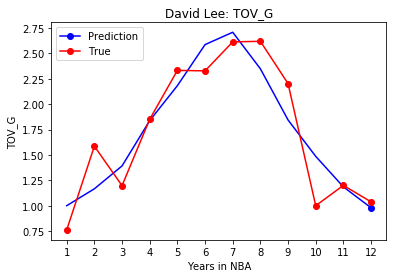 David Lee: TOV_G
Prediction
True
2.75
2.50
2.25
2.00
1.75
1.50
1.25
1.00
0.75
TOV_G
1 2 3 4 5 6 7 8 9 10 11 12
Years in NBA